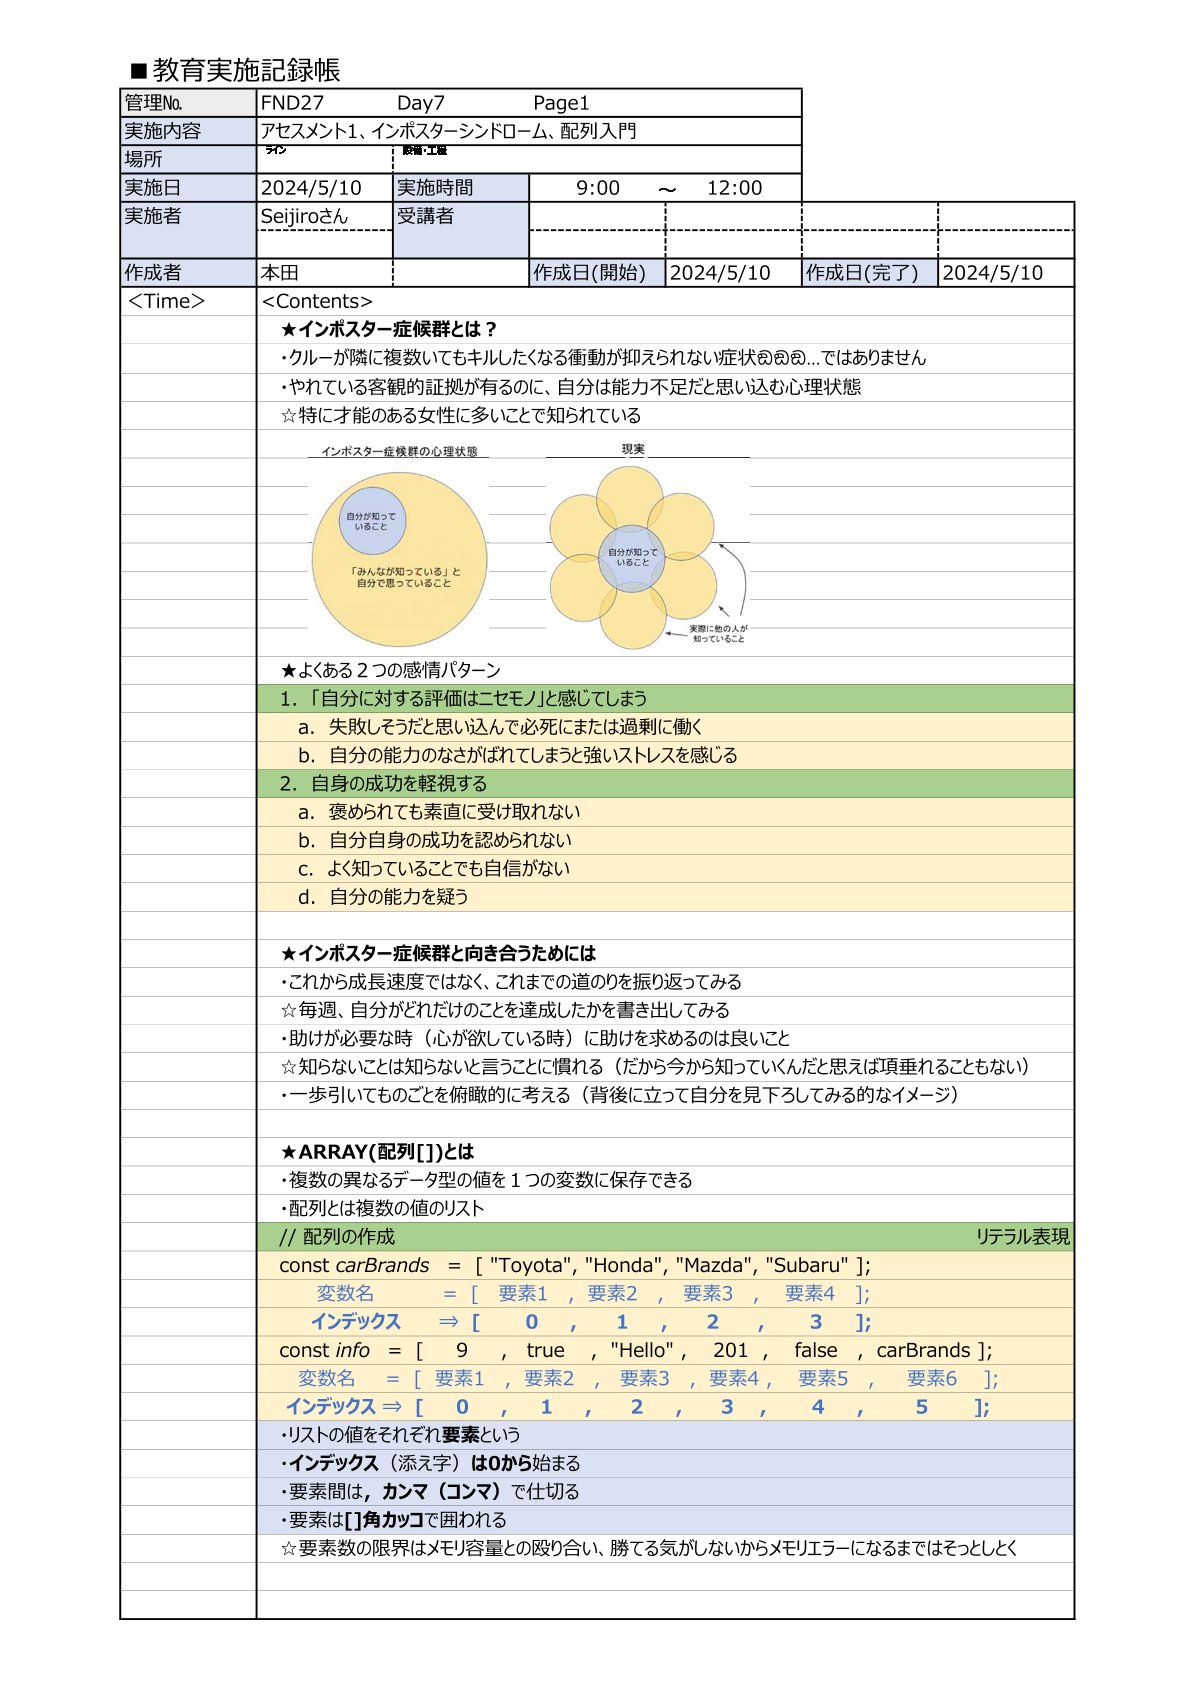 ■教育実施記録帳
管理No. FND27 Day7 Page1
実施内容 アセスメント1、インポスターシンドローム、配列入門
場所 ライン 設備・工程
実施日 2024/5/10 実施時間 9:00 ～ 12:00
実施者 Seijiroさん 受講者
作成者 本田 作成日(開始) 2024/5/10 作成日(完了) 2024/5/10
<Time> <Contents>
★インポスター症候群とは？
・クルーが隣に複数いてもキルしたくなる衝動が抑えられない症状ඞඞඞ…ではありません
・やれている客観的証拠が有るのに、自分は能力不足だと思い込む心理状態
☆特に才能のある女性に多いことで知られている
インポスター症候群の心理状態
自分が知って
いること
「みんなが知っている」と
自分で思っていること
現実
自分が知って
いること
実際に他の人が
知っていること
★よくある２つの感情パターン
1. 「自分に対する評価はニセモノ」と感じてしまう
a. 失敗しそうだと思い込んで必死にまたは過剰に働く
b. 自分の能力のなさがばれてしまうと強いストレスを感じる
2. 自身の成功を軽視する
a. 褒められても素直に受け取れない
b. 自分自身の成功を認められない
c. よく知っていることでも自信がない
d. 自分の能力を疑う
★インポスター症候群と向き合うためには
・これから成長速度ではなく、これまでの道のりを振り返ってみる
☆毎週、自分がどれだけのことを達成したかを書き出してみる
・助けが必要な時（心が欲している時）に助けを求めるのは良いこと
☆知らないことは知らないと言うことに慣れる（だから今から知っていくんだと思えば項垂れることもない）
・一歩引いてものごとを俯瞰的に考える（背後に立って自分を見下ろしてみる的なイメージ）
★ARRAY(配列[])とは
・複数の異なるデータ型の値を１つの変数に保存できる
・配列とは複数の値のリスト
// 配列の作成 リテラル表現
const carBrands = [ "Toyota", "Honda", "Mazda", "Subaru" ];
変数名 = [ 要素1 , 要素2 , 要素3 , 要素4 ];
インデックス ⇒ [ 0 , 1 , 2 , 3 ];
const info = [ 9 , true , "Hello" , 201 , false , carBrands ];
変数名 = [ 要素1 , 要素2 , 要素3 , 要素4 , 要素5 , 要素6 ];
インデックス ⇒ [ 0 , 1 , 2 , 3 , 4 , 5 ];
・リストの値をそれぞれ要素という
・インデックス（添え字）は0から始まる
・要素間は, カンマ（コンマ）で仕切る
・要素は[]角カッコで囲われる
☆要素数の限界はメモリ容量との殴り合い、勝てる気がしないからメモリエラーになるまではそっとしとく